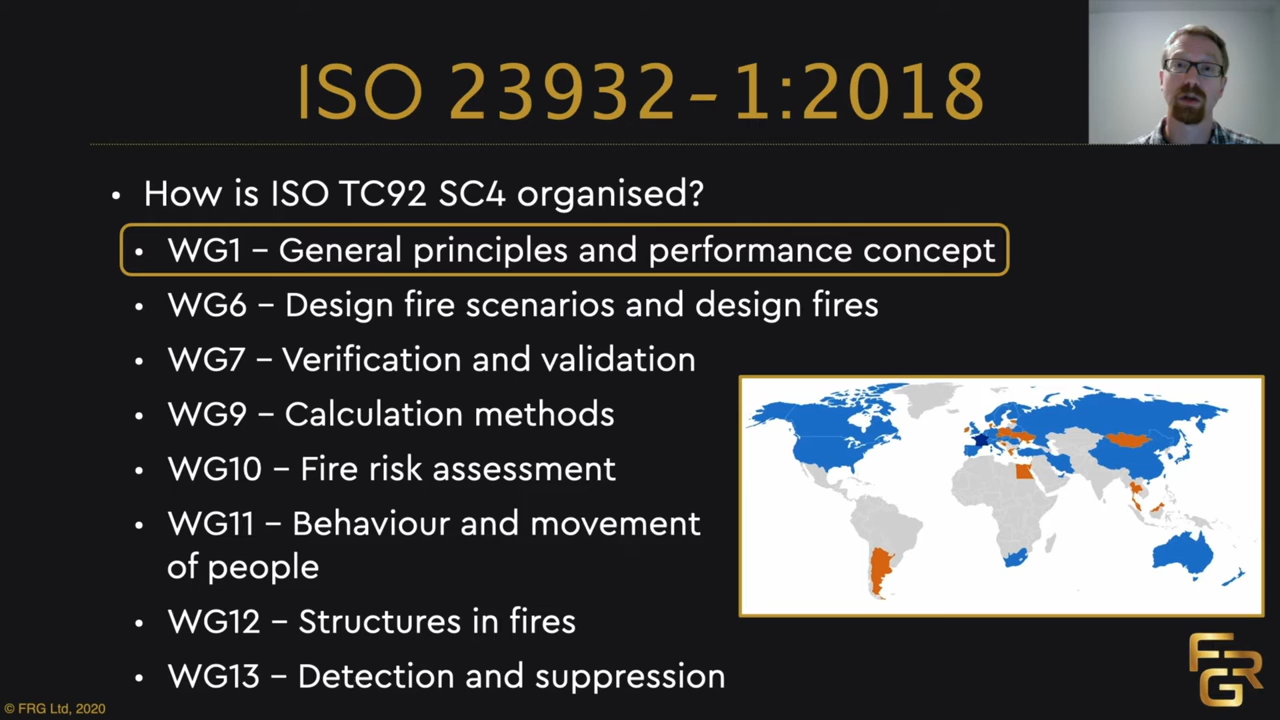 ISO 23932-1:2018
• How is ISO TC92 SC4 organised?
• WG1 – General principles and performance concept
• WG6 – Design fire scenarios and design fires
• WG7 – Verification and validation
• WG9 – Calculation methods
• WG10 – Fire risk assessment
• WG11 – Behaviour and movement
of people
• WG12 – Structures in fires
• WG13 – Detection and suppression
FRG
© FRG Ltd, 2020